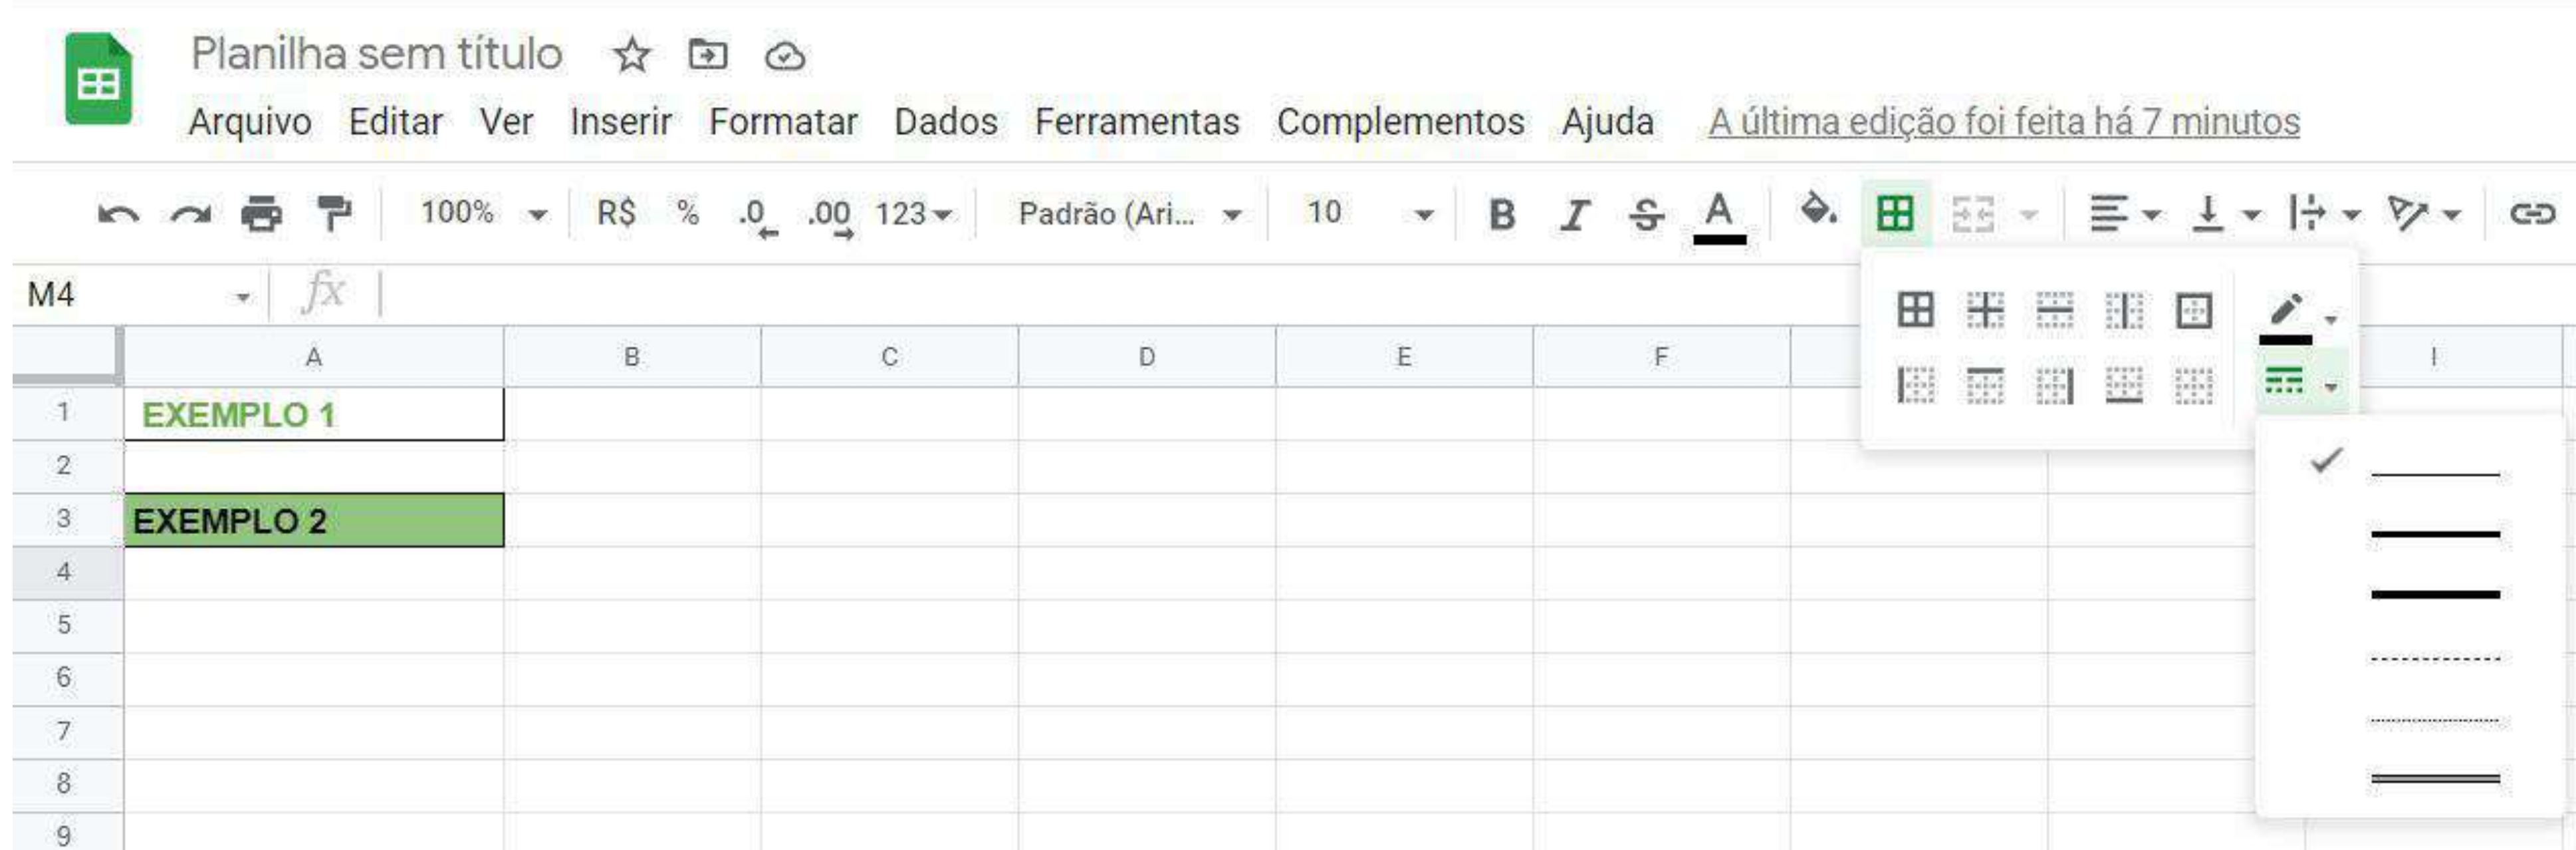 Planilha sem título
Arquivo Editar Ver Inserir Formatar Dados Ferramentas Complementos Ajuda A última edição foi feita há 7 minutos
100% R$ % .0 .00 123 Padrão (Ari... 10 B I S A
M4 fx
A B C D E F I
1 EXEMPLO 1
2
3 EXEMPLO 2
4
5
6
7
8
9